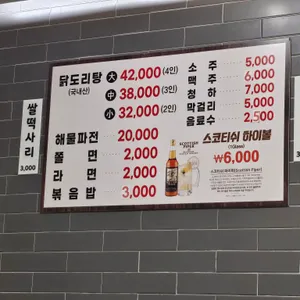 닭도리탕 大 42,000 (4인)
(국내산) 中 38,000 (3인)
小 32,000 (2인)
해물파전 20,000
쫄면 2,000
라면 2,000
볶음밥 3,000
소주 5,000
맥주 6,000
청하 7,000
막걸리 5,000
음료수 2,500
스코티쉬 하이볼
₩6,000
쌀떡사리
3,000